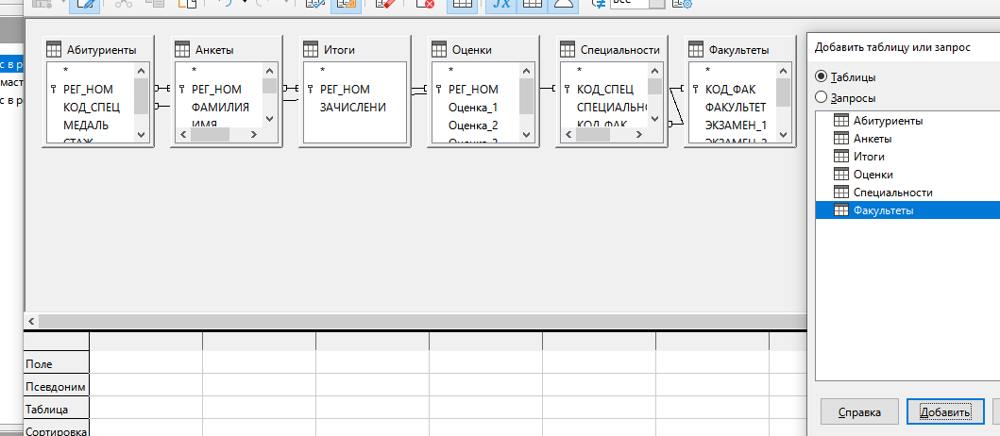 все
с в р
маст
с в ре
Абитуриенты
*
РЕГ_НОМ
КОД_СПЕЦ
МЕДАЛЬ
СТАЖ
Анкеты
*
РЕГ_НОМ
ФАМИЛИЯ
ИМЯ
Итоги
*
РЕГ_НОМ
ЗАЧИСЛЕНИ
Оценки
*
РЕГ_НОМ
Оценка_1
Оценка_2
Оценка_3
Специальности
*
КОД_СПЕЦ
СПЕЦИАЛЬН
КОД_ФАК
Факультеты
*
КОД_ФАК
ФАКУЛЬТЕТ
ЭКЗАМЕН_1
ЭКЗАМЕН_2
Добавить таблицу или запрос
Таблицы
Запросы
Абитуриенты
Анкеты
Итоги
Оценки
Специальности
Факультеты
Справка
Добавить
Поле
Псевдоним
Таблица
Сортировка